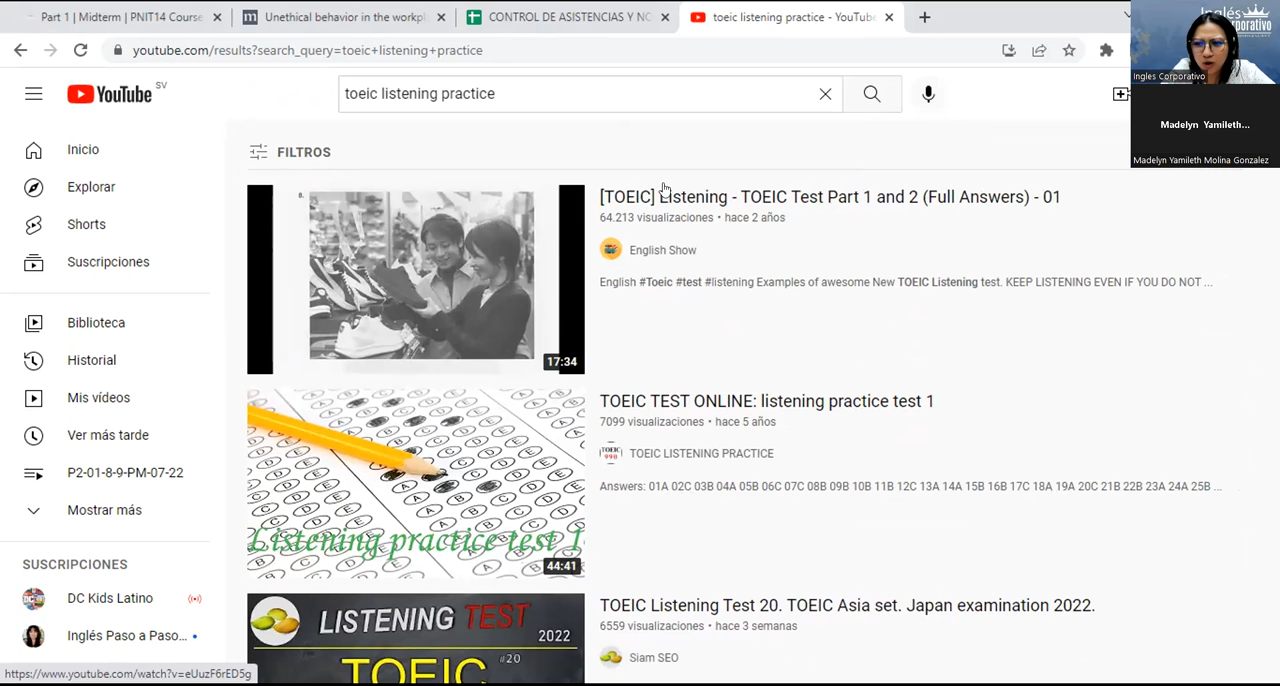 Part 1 | Midterm | PNIT14 Course
Unethical behavior in the workpl
CONTROL DE ASISTENCIAS Y NO
toeic listening practice - YouTube
youtube.com/results?search_query=toeic+listening+practice
Inglés
Corporativo
Ingles Corporativo
Madelyn Yamileth...
Madelyn Yamileth Molina Gonzalez
YouTube SV
toeic listening practice
Inicio
Explorar
Shorts
Suscripciones
Biblioteca
Historial
Mis vídeos
Ver más tarde
P2-01-8-9-PM-07-22
Mostrar más
SUSCRIPCIONES
DC Kids Latino
Inglés Paso a Paso...
https://www.youtube.com/watch?v=eUuzF6rED5g
FILTROS
8.
17:34
[TOEIC] Listening - TOEIC Test Part 1 and 2 (Full Answers) - 01
64.213 visualizaciones • hace 2 años
English Show
English #Toeic #test #listening Examples of awesome New TOEIC Listening test. KEEP LISTENING EVEN IF YOU DO NOT ...
Listening practice test 1
44:41
TOEIC TEST ONLINE: listening practice test 1
7099 visualizaciones • hace 5 años
TOEIC
990
TOEIC LISTENING PRACTICE
Answers: 01A 02C 03B 04A 05B 06C 07C 08B 09B 10B 11B 12C 13A 14A 15B 16B 17C 18A 19A 20C 21B 22B 23A 24A 25B ...
LISTENING TEST
2022
#20
TOEIC
TOEIC Listening Test 20. TOEIC Asia set. Japan examination 2022.
6559 visualizaciones • hace 3 semanas
Siam SEO